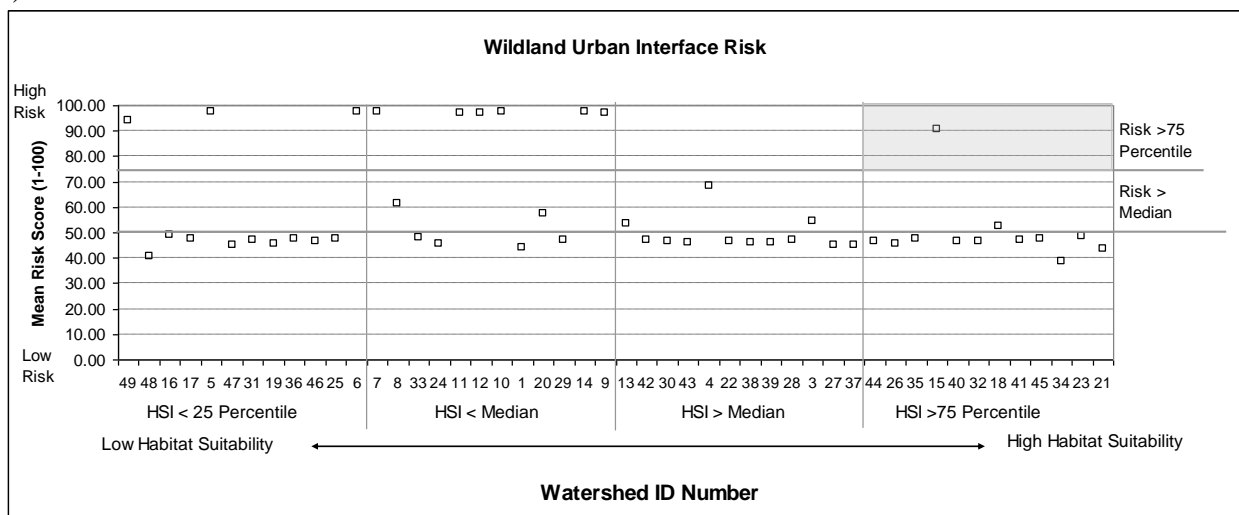 )
Wildland Urban Interface Risk
High
Risk
Mean Risk Score (1-100)
100.00
90.00
80.00
70.00
60.00
50.00
40.00
30.00
20.00
10.00
0.00
Low
Risk
Risk >75
Percentile
Risk >
Median
49 48 16 17 5 47 31 19 36 46 25 6 7 8 33 24 11 12 10 1 20 29 14 9 13 42 30 43 4 22 38 39 28 3 27 37 44 26 35 15 40 32 18 41 45 34 23 21
HSI < 25 Percentile HSI < Median HSI > Median HSI >75 Percentile
Low Habitat Suitability High Habitat Suitability
Watershed ID Number